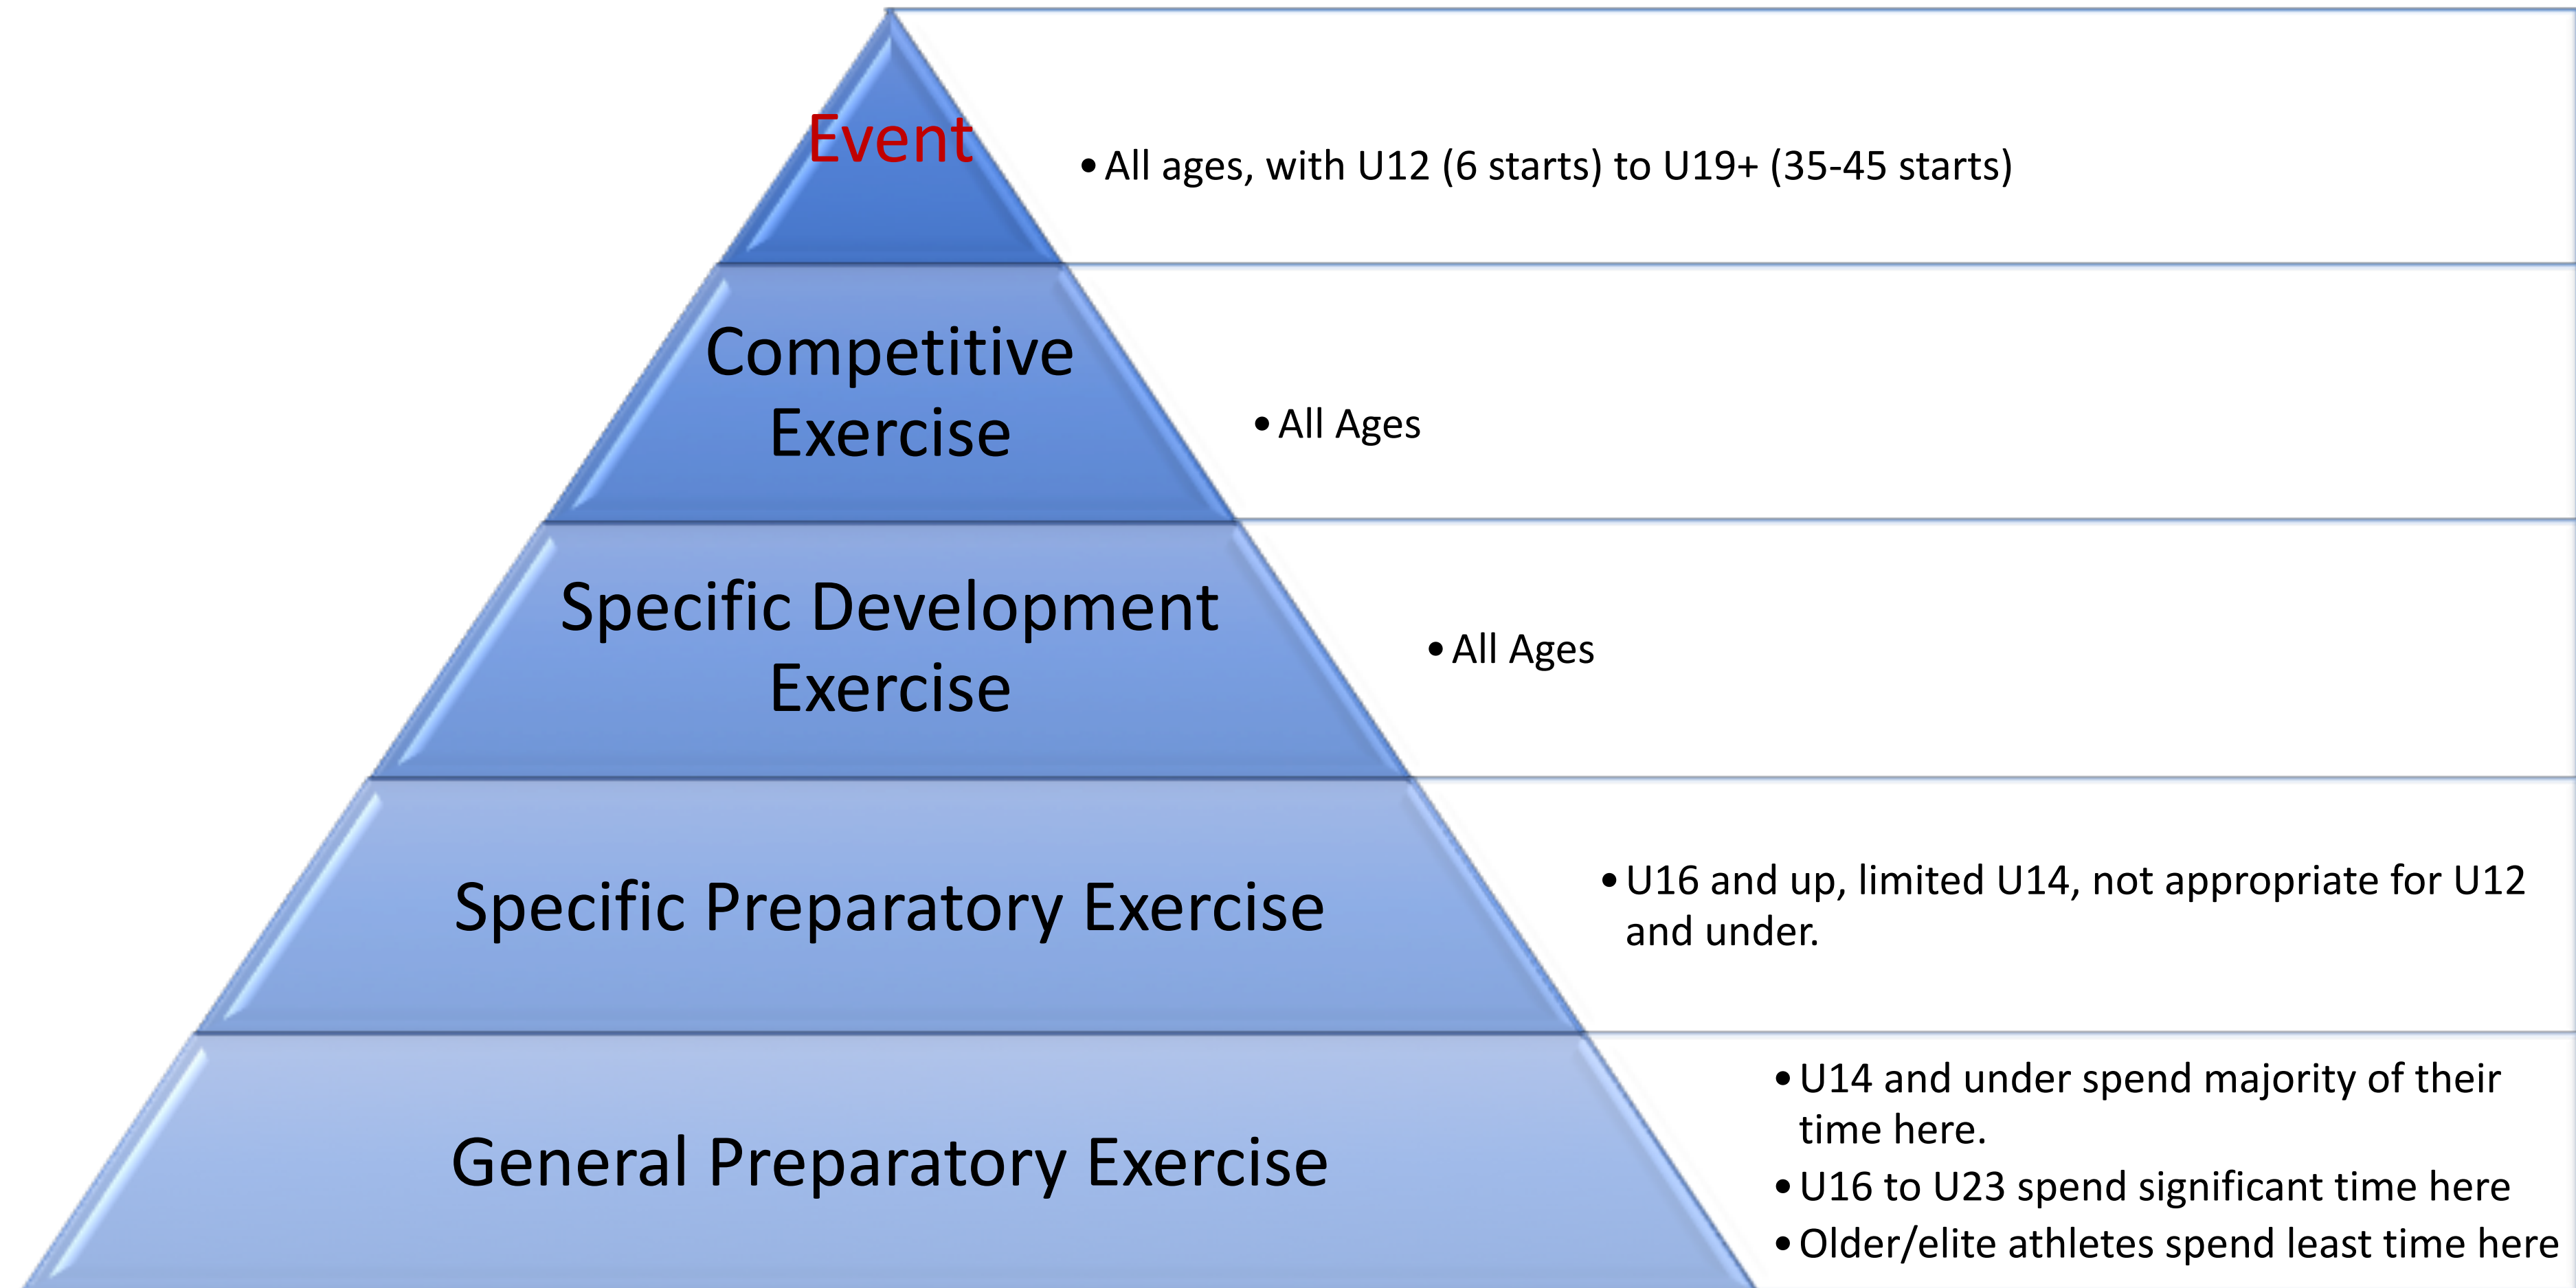 Event
• All ages, with U12 (6 starts) to U19+ (35-45 starts)
Competitive
Exercise
• All Ages
Specific Development
Exercise
• All Ages
Specific Preparatory Exercise
• U16 and up, limited U14, not appropriate for U12
and under.
General Preparatory Exercise
• U14 and under spend majority of their
time here.
• U16 to U23 spend significant time here
• Older/elite athletes spend least time here